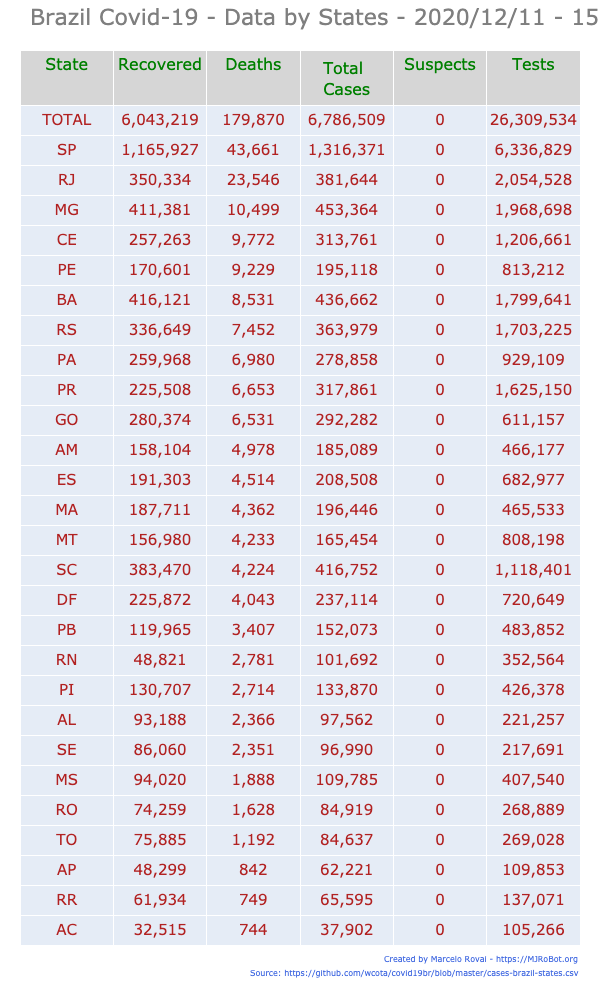 Brazil Covid-19 - Data by States - 2020/12/11 - 15
State Recovered Deaths Total Cases Suspects Tests
TOTAL 6,043,219 179,870 6,786,509 0 26,309,534
SP 1,165,927 43,661 1,316,371 0 6,336,829
RJ 350,334 23,546 381,644 0 2,054,528
MG 411,381 10,499 453,364 0 1,968,698
CE 257,263 9,772 313,761 0 1,206,661
PE 170,601 9,229 195,118 0 813,212
BA 416,121 8,531 436,662 0 1,799,641
RS 336,649 7,452 363,979 0 1,703,225
PA 259,968 6,980 278,858 0 929,109
PR 225,508 6,653 317,861 0 1,625,150
GO 280,374 6,531 292,282 0 611,157
AM 158,104 4,978 185,089 0 466,177
ES 191,303 4,514 208,508 0 682,977
MA 187,711 4,362 196,446 0 465,533
MT 156,980 4,233 165,454 0 808,198
SC 383,470 4,224 416,752 0 1,118,401
DF 225,872 4,043 237,114 0 720,649
PB 119,965 3,407 152,073 0 483,852
RN 48,821 2,781 101,692 0 352,564
PI 130,707 2,714 133,870 0 426,378
AL 93,188 2,366 97,562 0 221,257
SE 86,060 2,351 96,990 0 217,691
MS 94,020 1,888 109,785 0 407,540
RO 74,259 1,628 84,919 0 268,889
TO 75,885 1,192 84,637 0 269,028
AP 48,299 842 62,221 0 109,853
RR 61,934 749 65,595 0 137,071
AC 32,515 744 37,902 0 105,266
Created by Marcelo Rovai - https://MJRoBot.org
Source: https://github.com/wcota/covid19br/blob/master/cases-brazil-states.csv